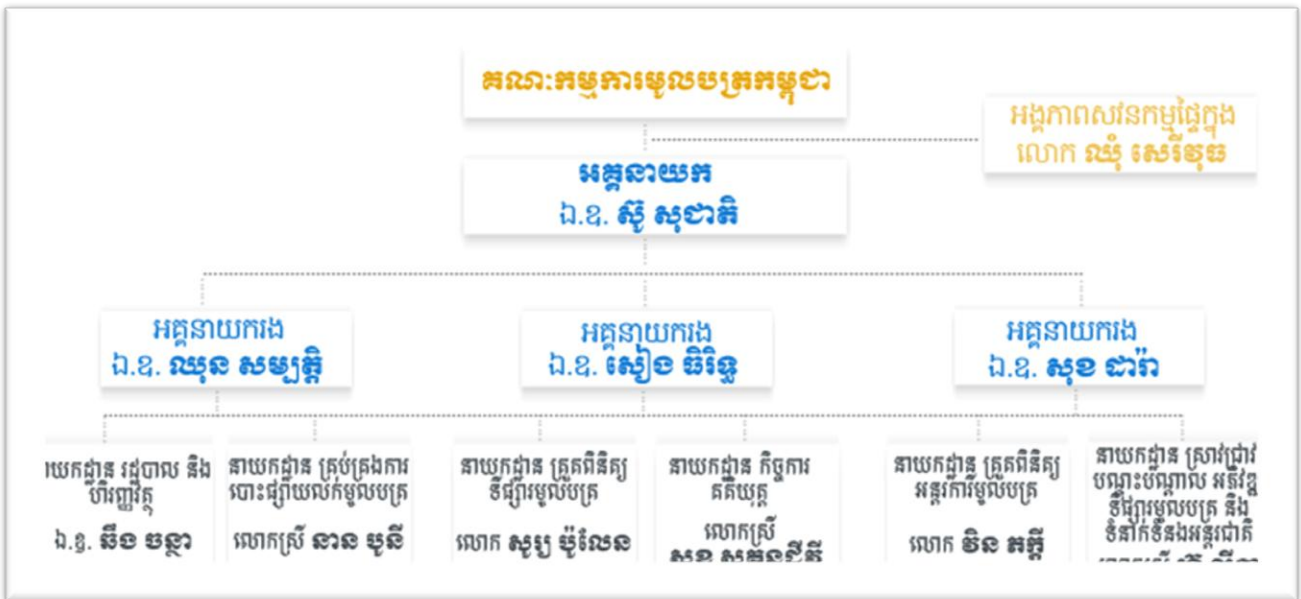 គណៈកម្មការមូលបត្រកម្ពុជា
អង្គភាពសវនកម្មផ្ទៃក្នុង
លោក ឈុំ សេរីវុធ
អគ្គនាយក
ឯ.ឧ. ស៊ូ សុជាតិ
អគ្គនាយករង
ឯ.ឧ. ឈុន សម្បត្តិ
អគ្គនាយករង
ឯ.ឧ. សៀង ធិរិទ្ធ
អគ្គនាយករង
ឯ.ឧ. សុខ ដារ៉ា
នាយកដ្ឋាន រដ្ឋបាល និង
ហិរញ្ញវត្ថុ
ឯ.ឧ. ឆឹង ចន្ថា
នាយកដ្ឋាន គ្រប់គ្រងការ
បោះផ្សាយលក់មូលបត្រ
លោកស្រី នាន បូនី
នាយកដ្ឋាន ត្រួតពិនិត្យ
ទីផ្សារមូលបត្រ
លោក សូរ្យ ប៉ូលែន
នាយកដ្ឋាន កិច្ចការ
គតិយុត្ត
លោកស្រី
នាយកដ្ឋាន ត្រួតពិនិត្យ
អន្តរការីមូលបត្រ
លោក វិន ភក្តី
នាយកដ្ឋាន ស្រាវជ្រាវ
បណ្តុះបណ្តាល អភិវឌ្ឍ
ទីផ្សារមូលបត្រ និង
ទំនាក់ទំនងអន្តរជាតិ